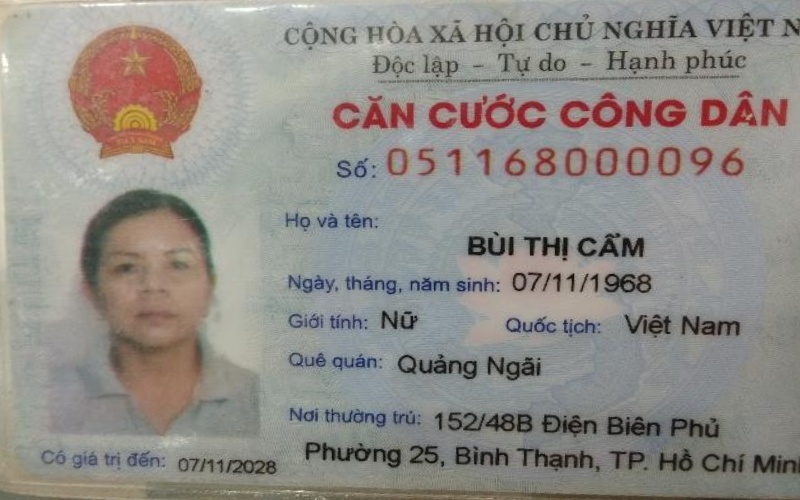 CỘNG HÒA XÃ HỘI CHỦ NGHĨA VIỆT N
Độc lập - Tự do - Hạnh phúc
CĂN CƯỚC CÔNG DÂN
Số: 051168000096
Họ và tên:
BÙI THỊ CẨM
Ngày, tháng, năm sinh: 07/11/1968
Giới tính: Nữ Quốc tịch: Việt Nam
Quê quán: Quảng Ngãi
Nơi thường trú: 152/48B Điện Biên Phủ
Phường 25, Bình Thạnh, TP. Hồ Chí Minh
Có giá trị đến: 07/11/2028